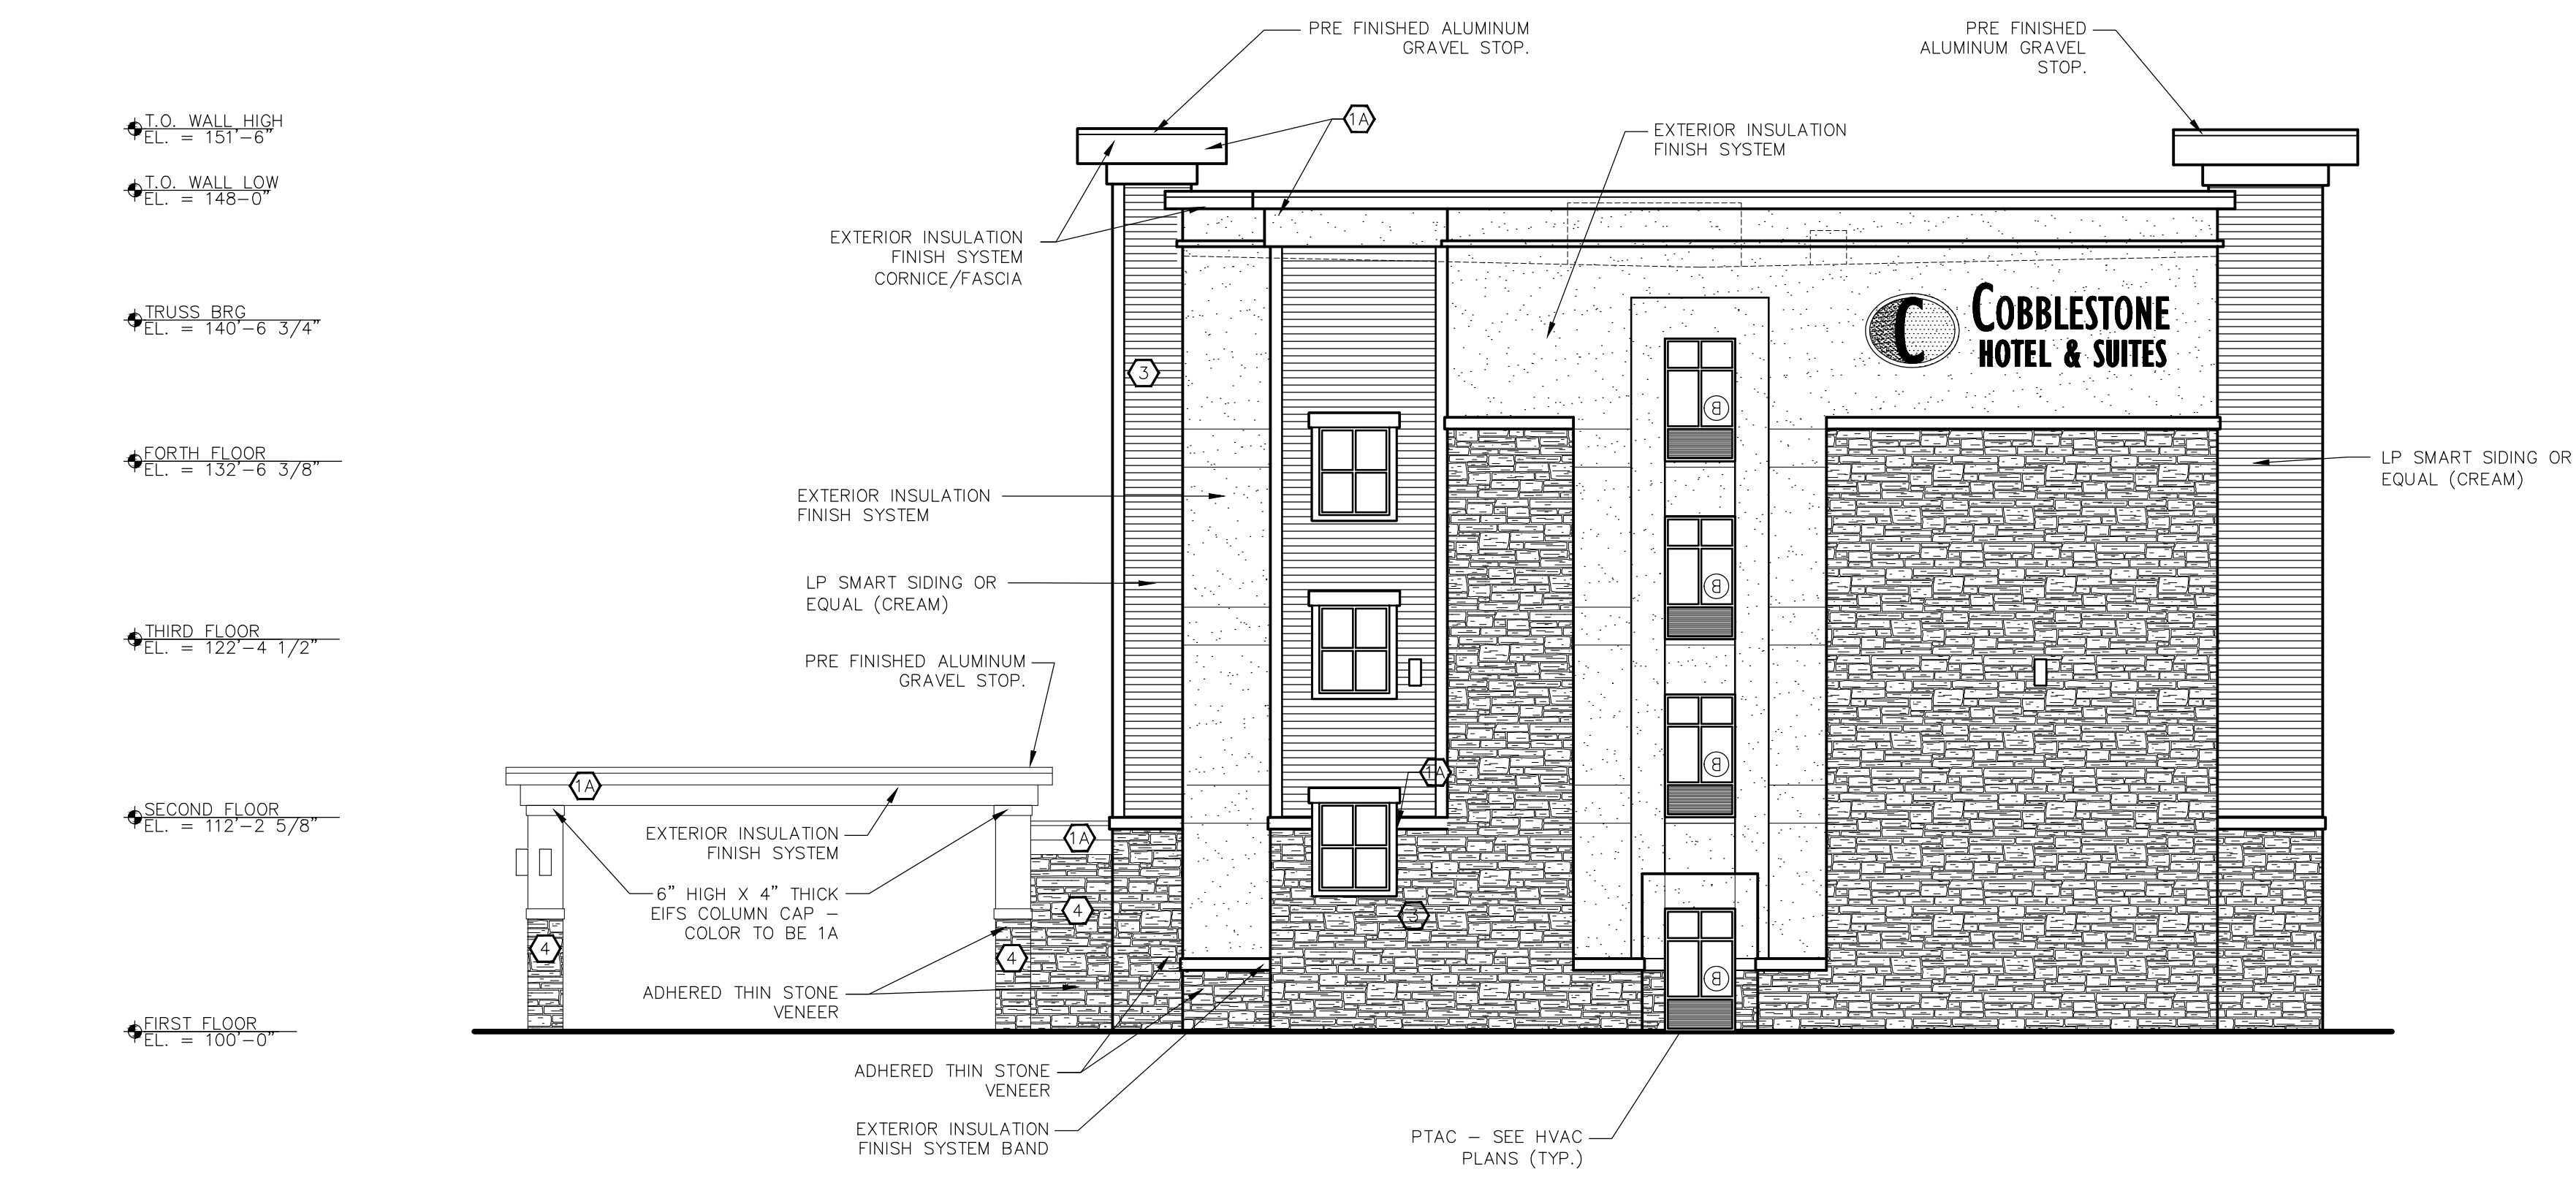 PRE FINISHED ALUMINUM
GRAVEL STOP.
PRE FINISHED
ALUMINUM GRAVEL
STOP.
T.O. WALL HIGH
EL. = 151'-6"
1A
EXTERIOR INSULATION
FINISH SYSTEM
T.O. WALL LOW
EL. = 148-0"
EXTERIOR INSULATION
FINISH SYSTEM
CORNICE/FASCIA
TRUSS BRG
EL. = 140'-6 3/4"
C
COBBLESTONE
HOTEL & SUITES
3
B
FORTH FLOOR
EL. = 132'-6 3/8"
LP SMART SIDING OR
EQUAL (CREAM)
EXTERIOR INSULATION
FINISH SYSTEM
LP SMART SIDING OR
EQUAL (CREAM)
B
THIRD FLOOR
EL. = 122'-4 1/2"
PRE FINISHED ALUMINUM
GRAVEL STOP.
1A
B
1A
SECOND FLOOR
EL. = 112'-2 5/8"
EXTERIOR INSULATION
FINISH SYSTEM
1A
6" HIGH X 4" THICK
EIFS COLUMN CAP -
COLOR TO BE 1A
4
3
4
4
B
ADHERED THIN STONE
VENEER
FIRST FLOOR
EL. = 100'-0"
ADHERED THIN STONE
VENEER
EXTERIOR INSULATION
FINISH SYSTEM BAND
PTAC - SEE HVAC
PLANS (TYP.)